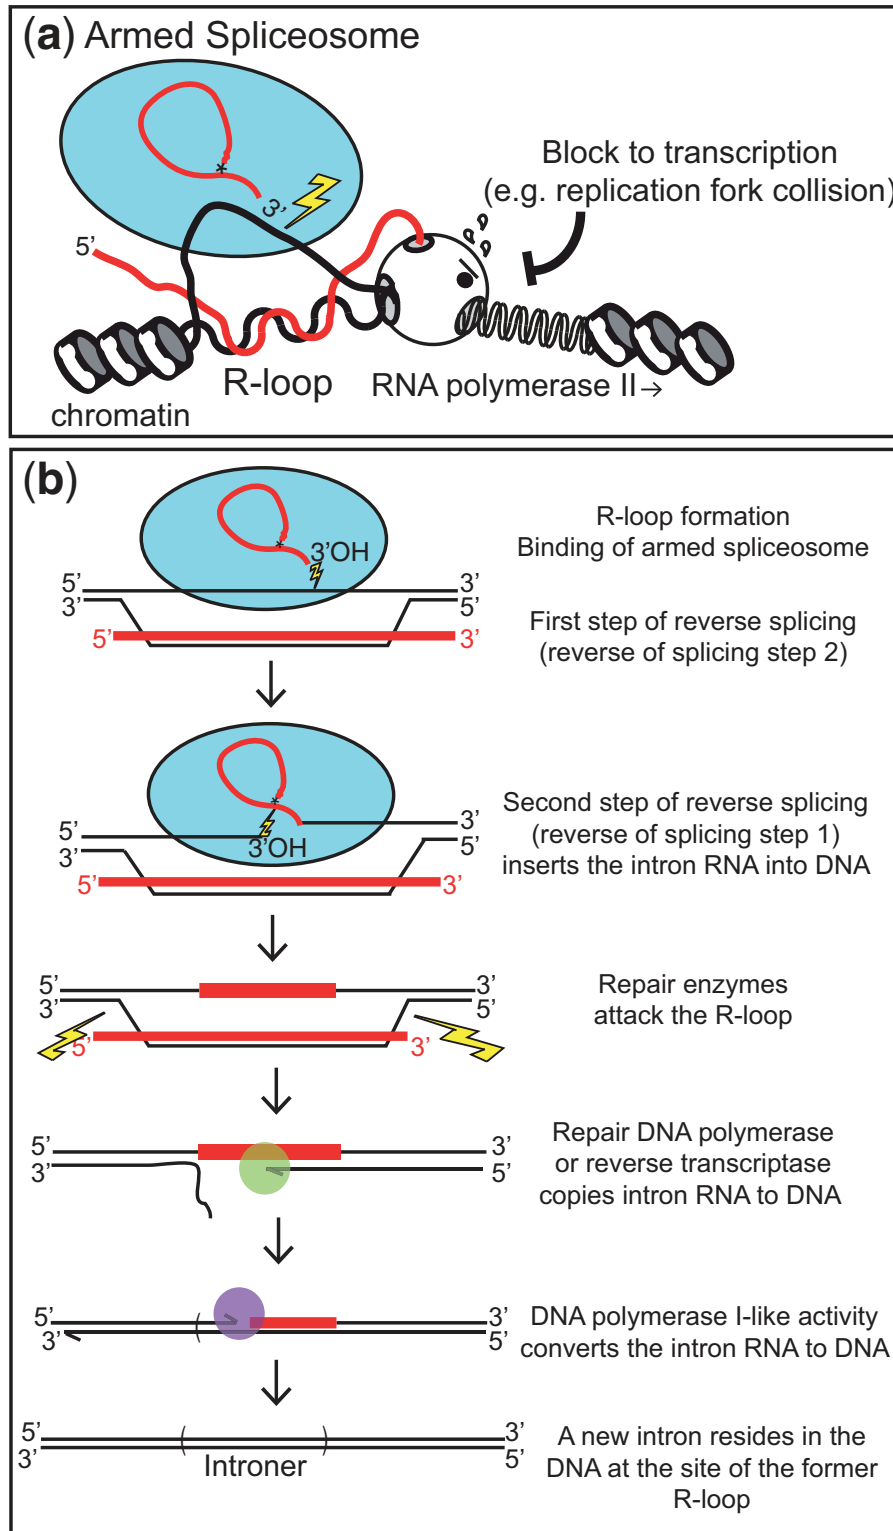 (a) Armed Spliceosome
Block to transcription
(e.g. replication fork collision)
3’
5’
R-loop
RNA polymerase II→
chromatin
(b)
R-loop formation
Binding of armed spliceosome
3’OH
5’ 3’
3’ 5’
First step of reverse splicing
(reverse of splicing step 2)
5’ 3’
Second step of reverse splicing
(reverse of splicing step 1)
inserts the intron RNA into DNA
5’ 3’
3’OH
3’ 5’
5’ 3’
Repair enzymes
attack the R-loop
5’ 3’
3’ 5’
5’ 3’
Repair DNA polymerase
or reverse transcriptase
copies intron RNA to DNA
5’ 3’
3’ 5’
DNA polymerase I-like activity
converts the intron RNA to DNA
5’ ( 3’
3’ 5’
A new intron resides in the
DNA at the site of the former
R-loop
5’ ( ) 3’
3’ 5’
Introner